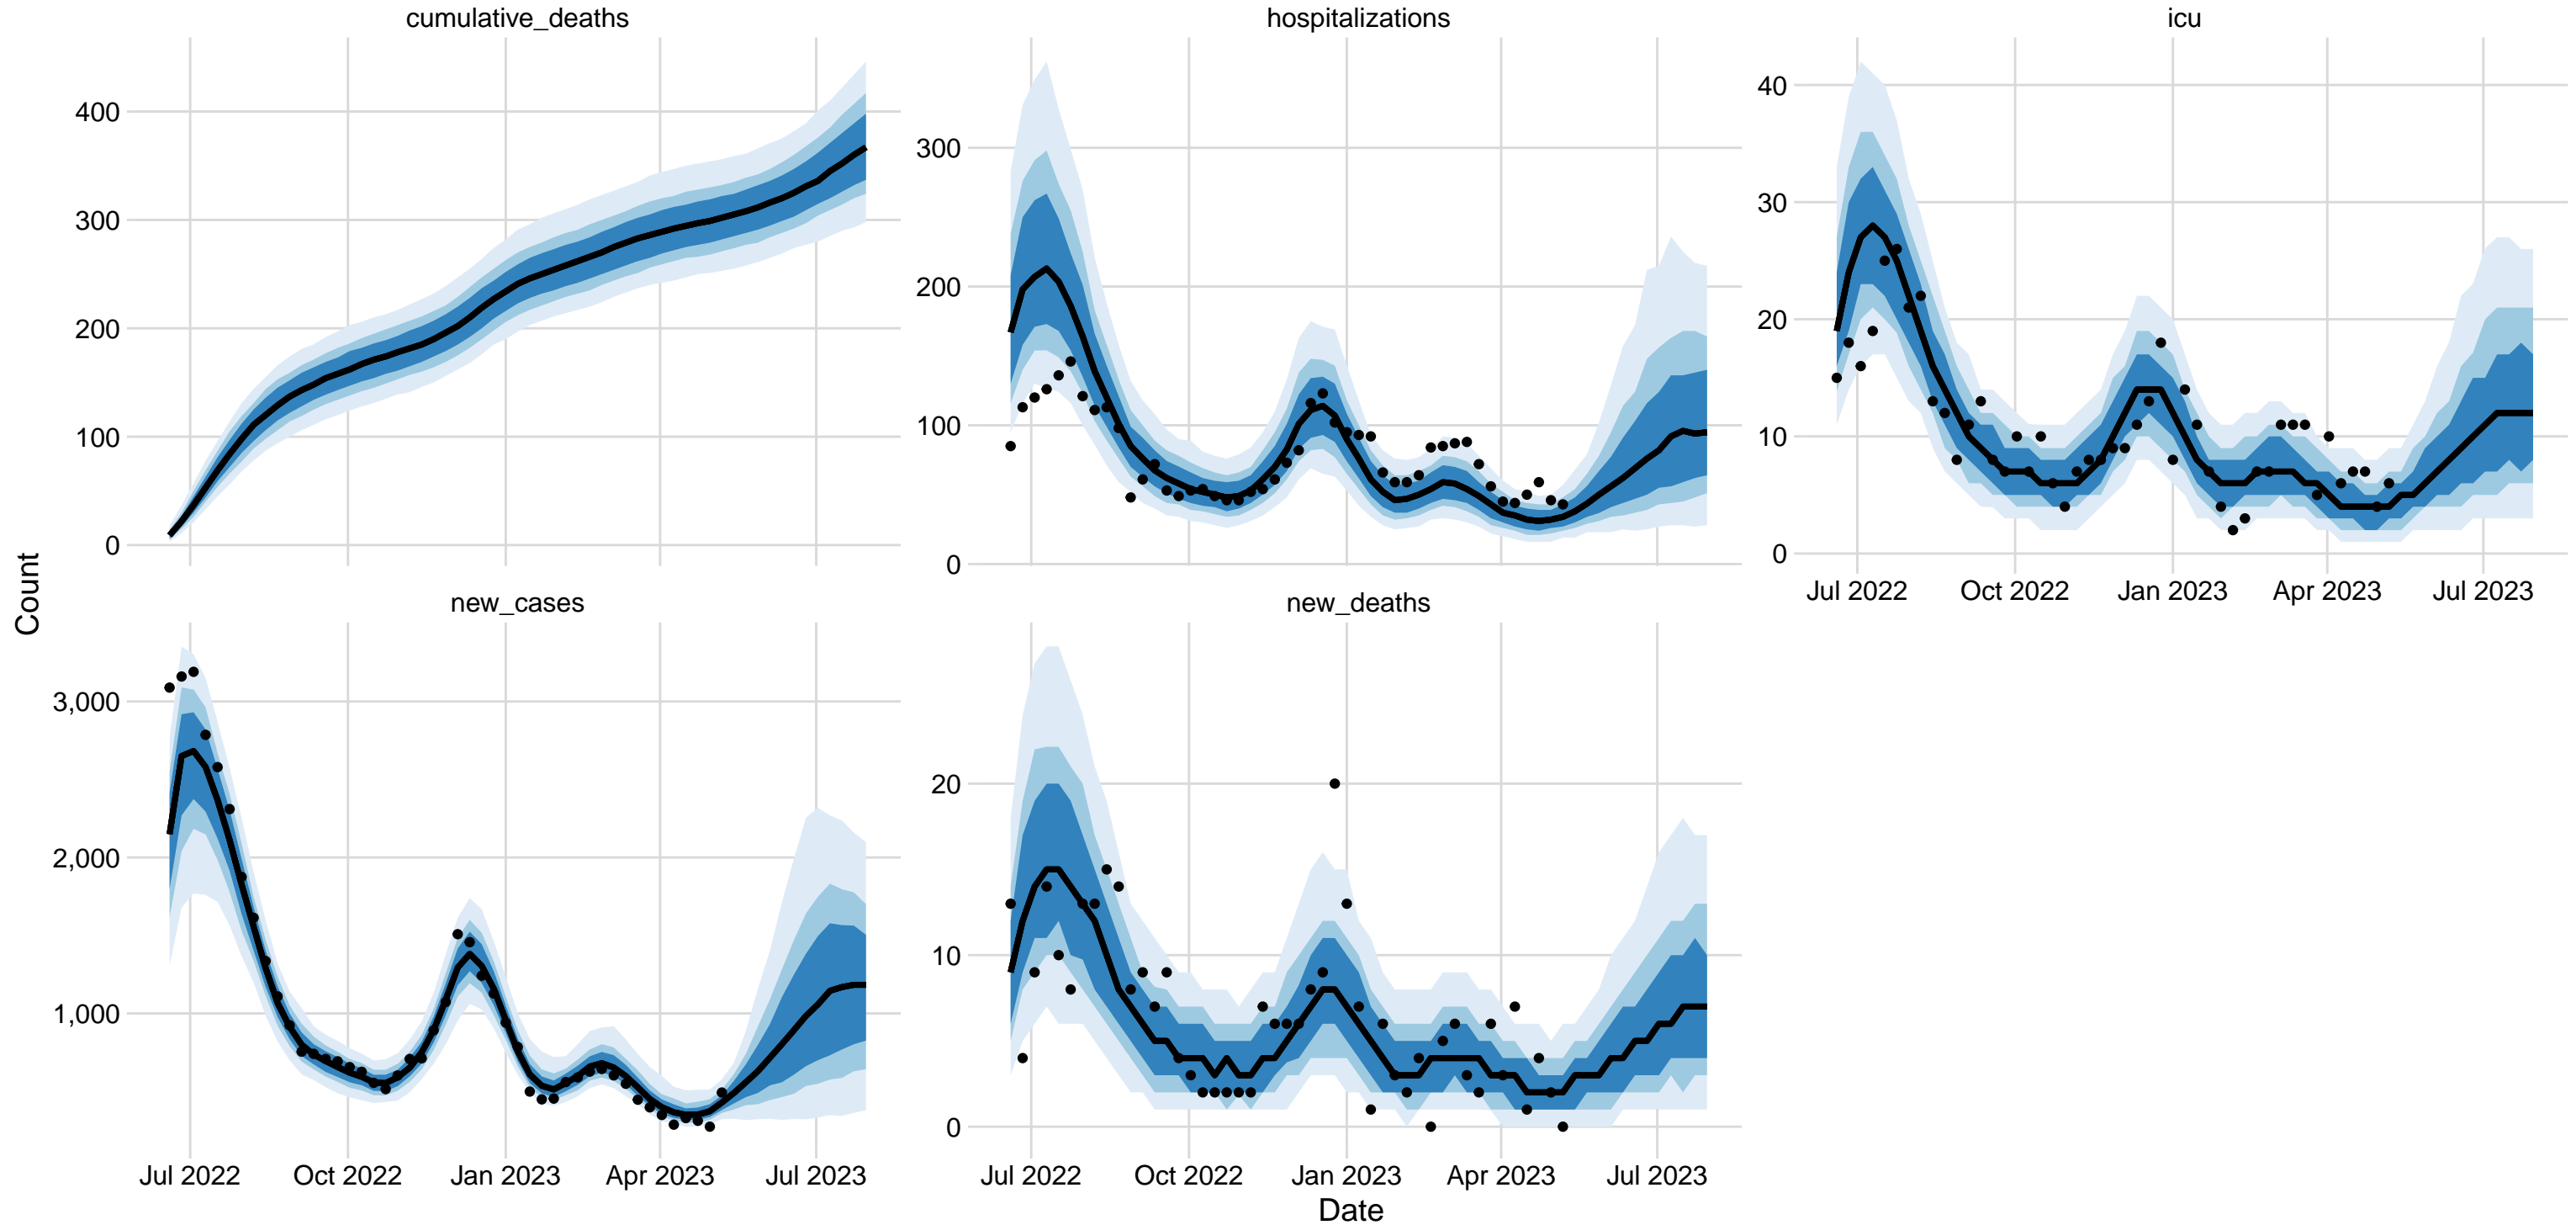 cumulative_deaths
hospitalizations
icu
400
300
200
100
0
300
200
100
0
40
30
20
10
0
Jul 2022 Oct 2022 Jan 2023 Apr 2023 Jul 2023
Count
new_cases
new_deaths
3,000
2,000
1,000
20
10
0
Jul 2022 Oct 2022 Jan 2023 Apr 2023 Jul 2023
Jul 2022 Oct 2022 Jan 2023 Apr 2023 Jul 2023
Date